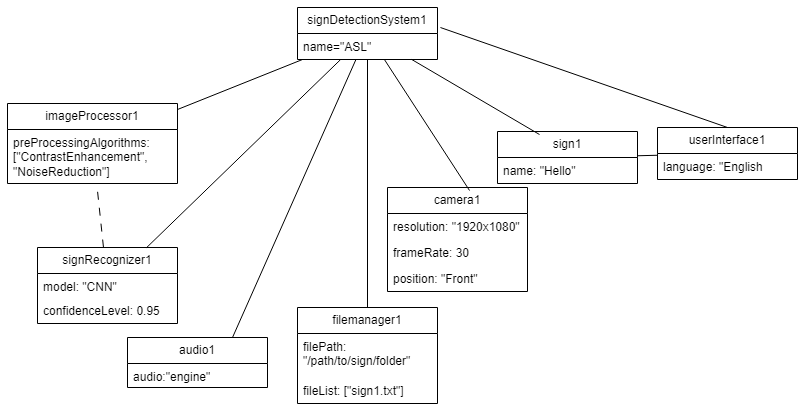 signDetectionSystem1
name="ASL"
imageProcessor1
preProcessingAlgorithms:
["ContrastEnhancement",
"NoiseReduction"]
sign1
name: "Hello"
userInterface1
language: "English
camera1
resolution: "1920x1080"
frameRate: 30
position: "Front"
signRecognizer1
model: "CNN"
confidenceLevel: 0.95
filemanager1
filePath:
"/path/to/sign/folder"
fileList: ["sign1.txt"]
audio1
audio:"engine"